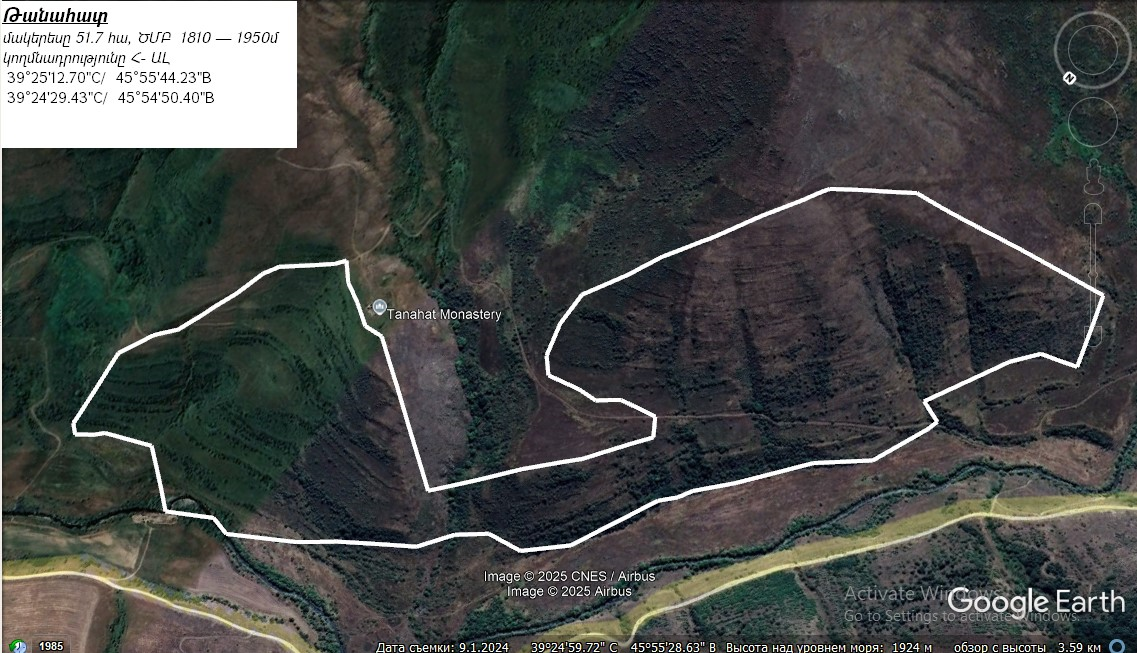 Թանահատ
մակերեսը 51.7 հա, ԾՄԲ 1810 — 1950մ
կողմնադրությունը Հ- ԱԼ
39°25'12.70"С/ 45°55'44.23"В
39°24'29.43"С/ 45°54'50.40"В
N
Tanahat Monastery
Image © 2025 CNES / Airbus
Image © 2025 Airbus
Activate Windows
Go to Settings to activate Windows.
Google Earth
1985
Дата съемки: 9.1.2024 39°24'59.72" С 45°55'28.63" В Высота над уровнем моря: 1924 м обзор с высоты 3.59 км